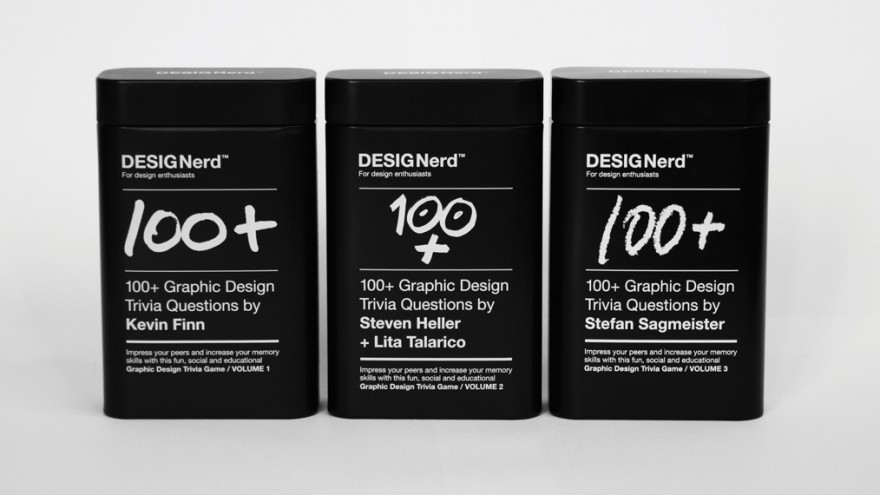 DESIGNerd™
DESIGNerd™
DESIGNerd™
DESIGNerd™
For design enthusiasts
100+
100+ Graphic Design
Trivia Questions by
Kevin Finn
Impress your peers and increase your memory
skills with this fun, social and educational
Graphic Design Trivia Game / VOLUME 1
DESIGNerd™
For design enthusiasts
100
+
100+ Graphic Design
Trivia Questions by
Steven Heller
+ Lita Talarico
Impress your peers and increase your memory
skills with this fun, social and educational
Graphic Design Trivia Game / VOLUME 2
DESIGNerd™
For design enthusiasts
100+
100+ Graphic Design
Trivia Questions by
Stefan Sagmeister
Impress your peers and increase your memory
skills with this fun, social and educational
Graphic Design Trivia Game / VOLUME 3